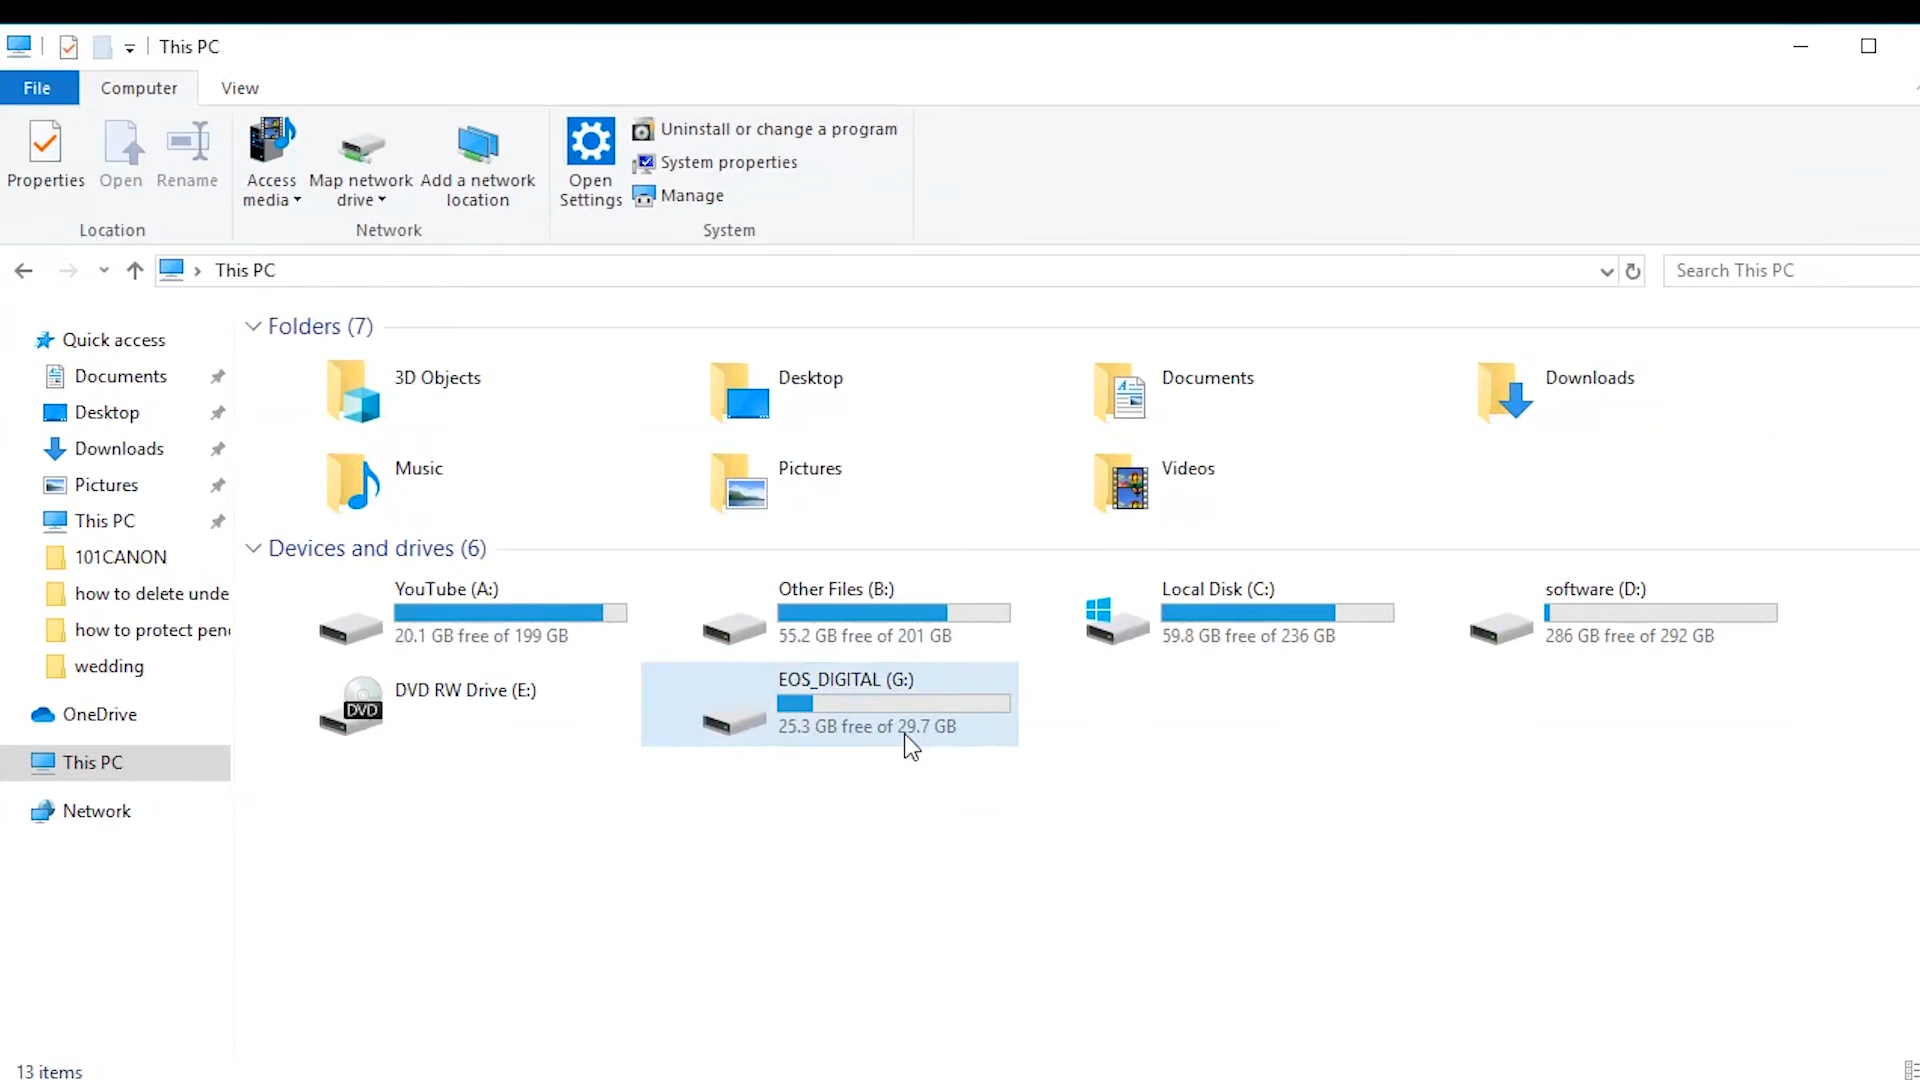 This PC
File Computer View
Uninstall or change a program
System properties
Manage
Properties Open Rename Access media Map network drive Add a network location Open Settings
Location Network System
This PC
Search This PC
Quick access
Documents
Desktop
Downloads
Pictures
This PC
101CANON
how to delete unde
how to protect pen
wedding
OneDrive
This PC
Network
Folders (7)
3D Objects
Desktop
Documents
Downloads
Music
Pictures
Videos
Devices and drives (6)
YouTube (A:)
20.1 GB free of 199 GB
Other Files (B:)
55.2 GB free of 201 GB
Local Disk (C:)
59.8 GB free of 236 GB
software (D:)
286 GB free of 292 GB
DVD RW Drive (E:)
DVD
EOS_DIGITAL (G:)
25.3 GB free of 29.7 GB
13 items